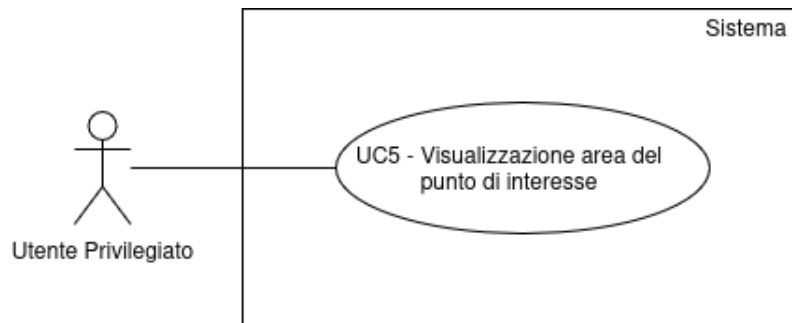 Sistema
UC5 - Visualizzazione area del
punto di interesse
Utente Privilegiato